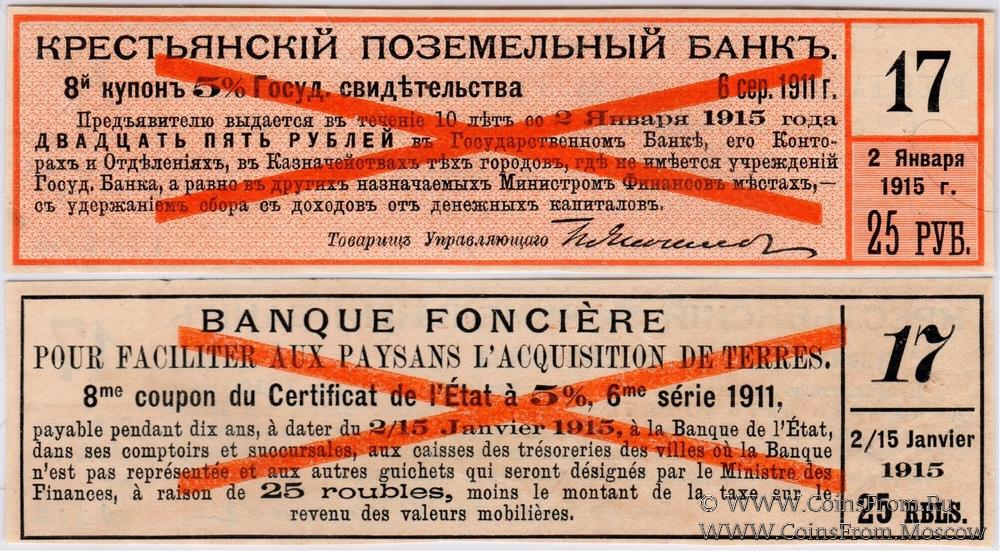 КРЕСТЬЯНСКІЙ ПОЗЕМЕЛЬНЫЙ БАНКЪ.
8й купонъ 5% Госуд. свидѣтельства 6 сер. 1911 г.
Предъявителю выдается въ теченіе 10 лѣтъ со 2 Января 1915 года
ДВАДЦАТЬ ПЯТЬ РУБЛЕЙ въ Государственномъ Банкѣ, его Конто-
рахъ и Отдѣленіяхъ, въ Казначействахъ тѣхъ городовъ, гдѣ не имѣется учрежденій
Госуд. Банка, а равно въ другихъ назначаемыхъ Министромъ Финансовъ мѣстахъ,—
съ удержаніемъ сбора съ доходовъ отъ денежныхъ капиталовъ.
Товарищъ Управляющаго
17
2 Января
1915 г.
25 РУБ.
BANQUE FONCIÈRE
POUR FACILITER AUX PAYSANS L'ACQUISITION DE TERRES.
8me coupon du Certificat de l'État à 5%, 6me série 1911,
payable pendant dix ans, à dater du 2/15 Janvier 1915, à la Banque de l'État,
dans ses comptoirs et succursales, aux caisses des trésoreries des villes où la Banque
n'est pas représentée et aux autres guichets qui seront désignés par le Ministre des
Finances, à raison de 25 roubles, moins le montant de la taxe sur le
revenu des valeurs mobilières.
17
2/15 Janvier
1915
25 RBLS.
© WWW.CoinsFrom.Ru
WWW.CoinsFrom.Moscow